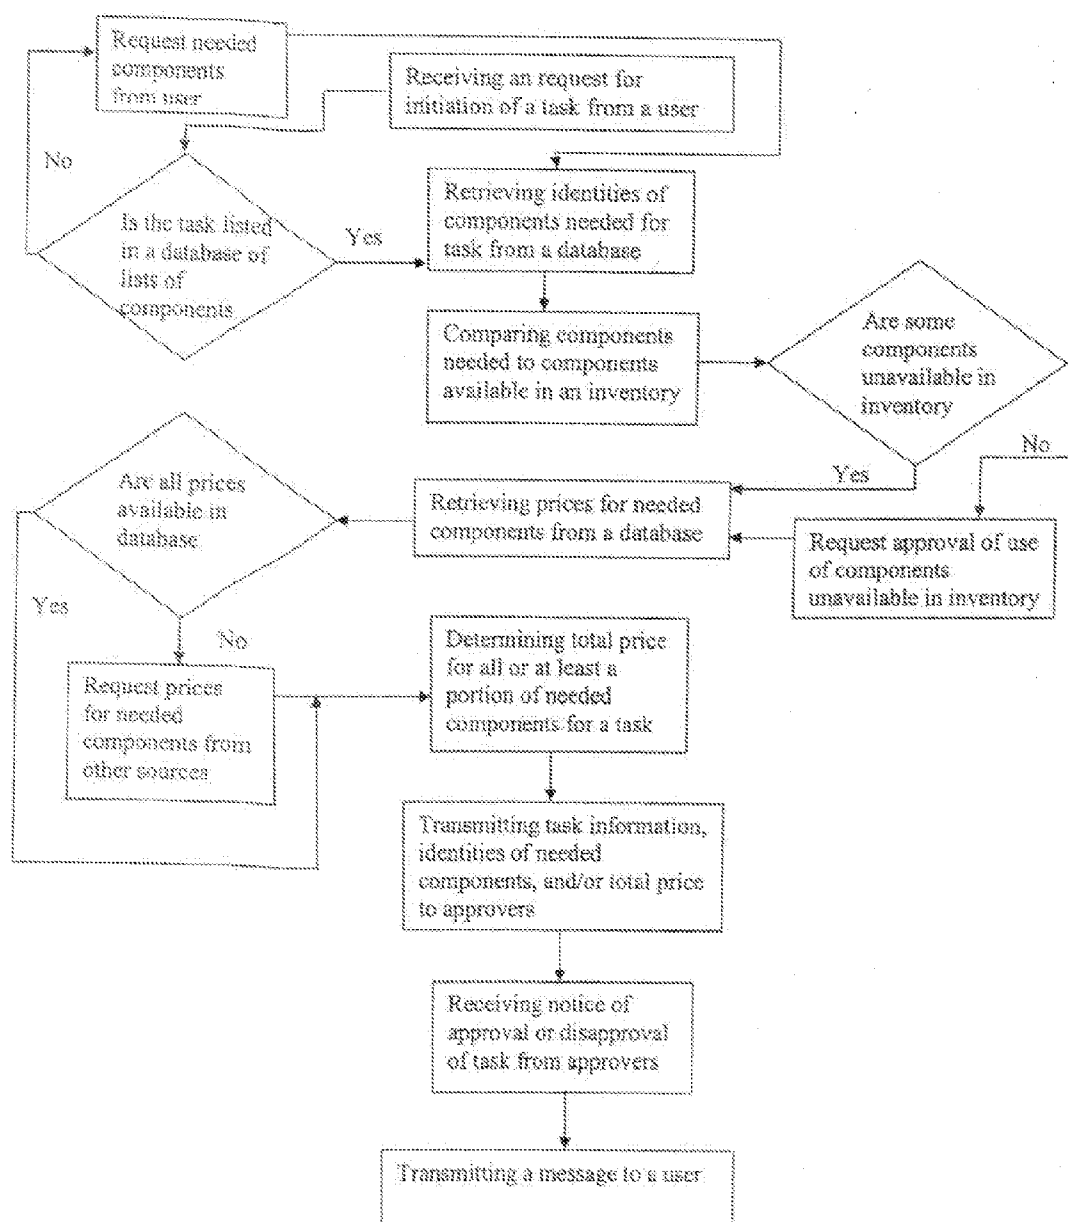 Request needed
components
from user
Receiving an request for
initiation of a task from a user
No
Is the task listed
in a database of
lists of
components
Yes
Retrieving identities of
components needed for
task from a database
Comparing components
needed to components
available in an inventory
Are some
components
unavailable in
inventory
No
Yes
Are all prices
available in
database
Retrieving prices for needed
components from a database
Request approval of use
of components
unavailable in inventory
Yes
No
Request prices
for needed
components from
other sources
Determining total price
for all or at least a
portion of needed
components for a task
Transmitting task information,
identities of needed
components, and/or total price
to approvers
Receiving notice of
approval or disapproval
of task from approvers
Transmitting a message to a user